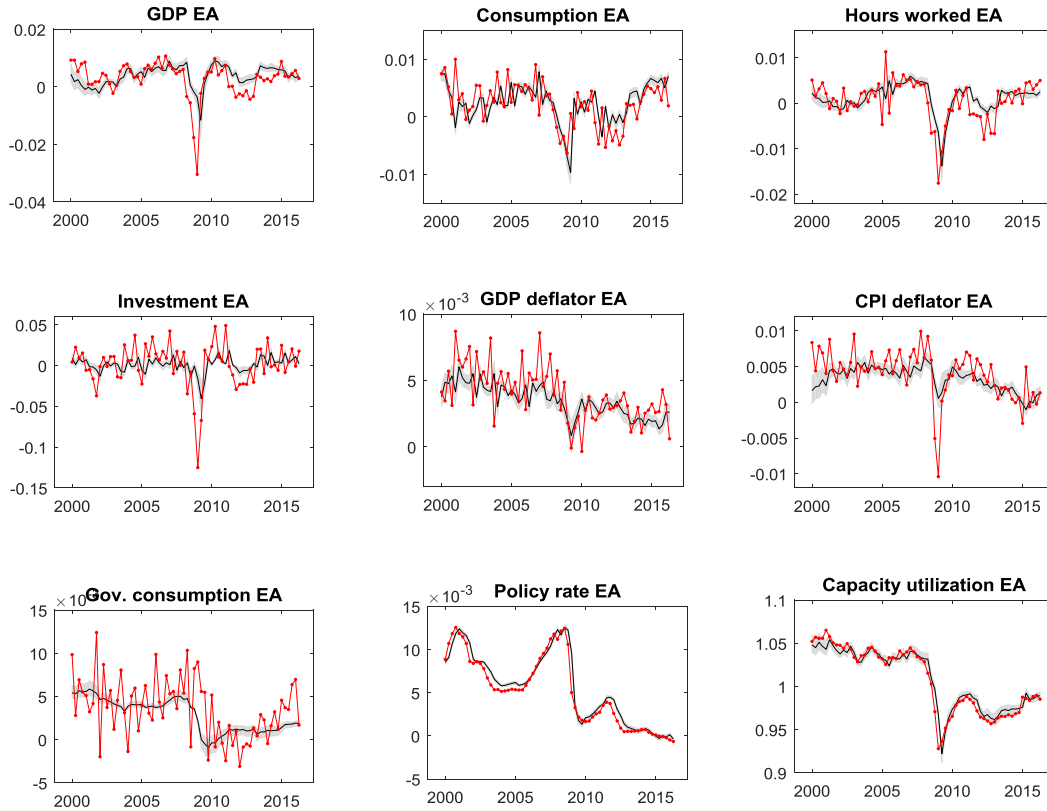 GDP EA
0.02
0
-0.02
-0.04
2000 2005 2010 2015
Consumption EA
0.01
0
-0.01
2000 2005 2010 2015
Hours worked EA
0.01
0
-0.01
-0.02
2000 2005 2010 2015
Investment EA
0.05
0
-0.05
-0.1
-0.15
2000 2005 2010 2015
×10-3 GDP deflator EA
10
5
0
2000 2005 2010 2015
CPI deflator EA
0.01
0.005
0
-0.005
-0.01
2000 2005 2010 2015
×10 Gov. consumption EA
15
10
5
0
-5
2000 2005 2010 2015
×10-3 Policy rate EA
15
10
5
0
-5
2000 2005 2010 2015
Capacity utilization EA
1.1
1.05
1
0.95
0.9
2000 2005 2010 2015